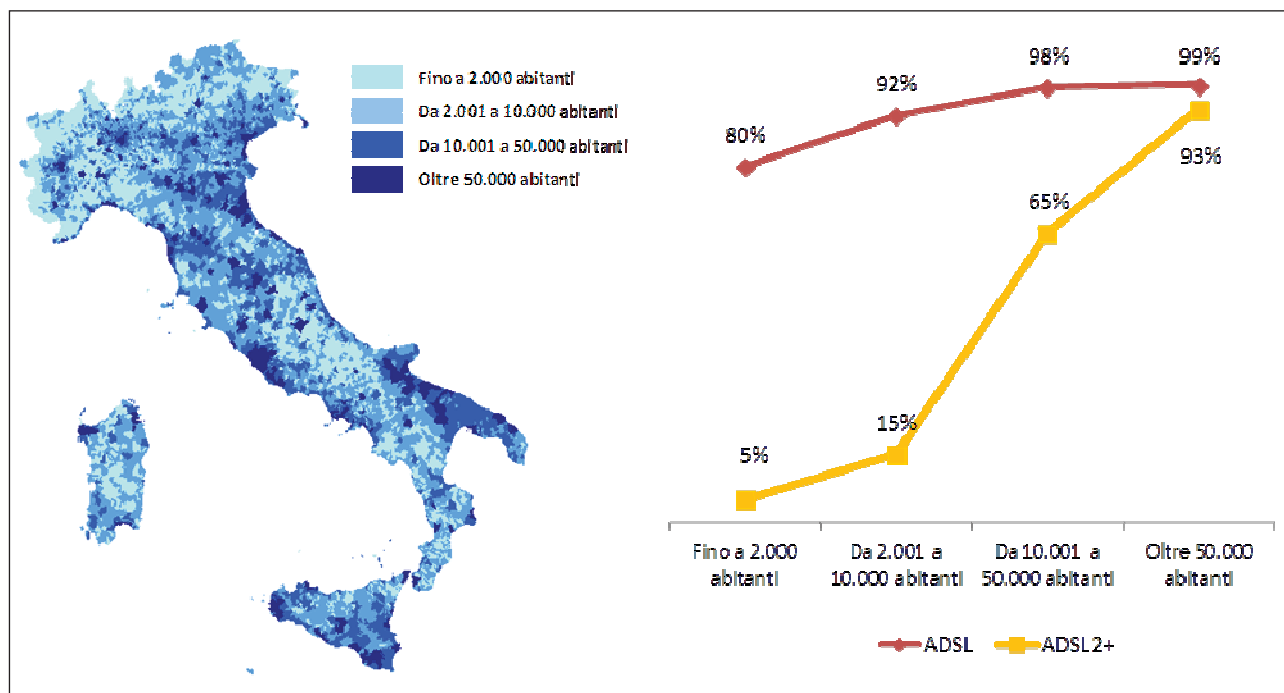 Fino a 2.000 abitanti
Da 2.001 a 10.000 abitanti
Da 10.001 a 50.000 abitanti
Oltre 50.000 abitanti
80%
92%
98%
99%
5%
15%
65%
93%
Fino a 2.000
abitanti
Da 2.001 a
10.000 abitanti
Da 10.001 a
50.000 abitanti
Oltre 50.000
abitanti
ADSL
ADSL2+